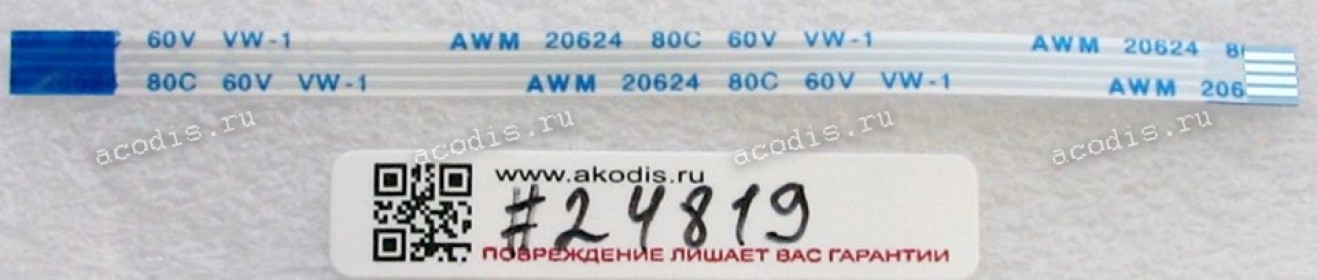 80C 60V VW-1 AWM 20624 80C 60V VW-1 AWM 20624 8
80C 60V VW-1 AWM 20624 80C 60V VW-1 AWM 206
acodis.ru acodis.ru acodis.ru acodis.ru
www.akodis.ru
#24819
ПОВРЕЖДЕНИЕ ЛИШАЕТ ВАС ГАРАНТИИ